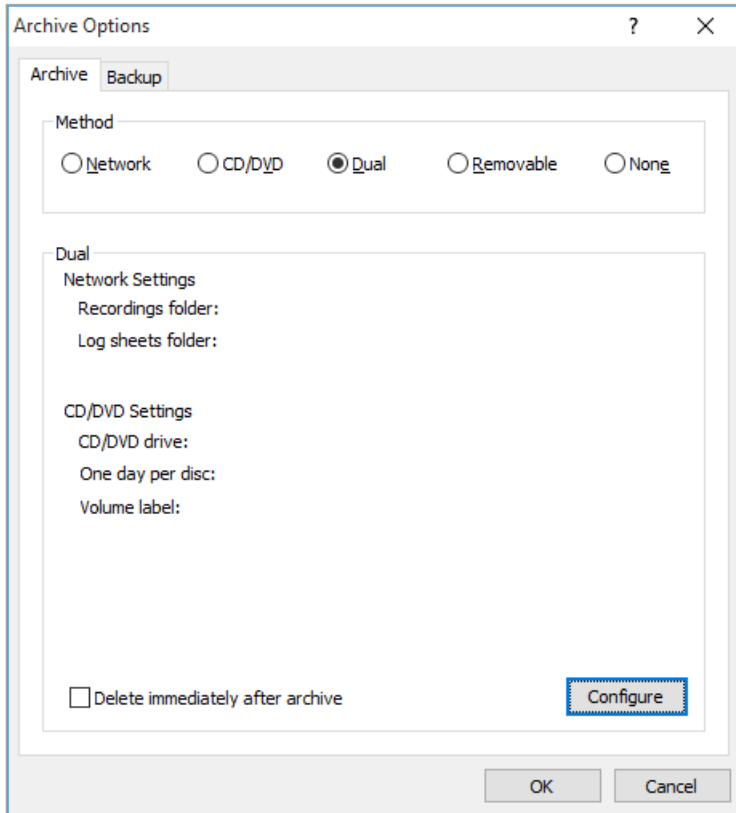 Archive Options ?
Archive Backup
Method
Network CD/DVD Dual Removable None
Dual
Network Settings
Recordings folder:
Log sheets folder:
CD/DVD Settings
CD/DVD drive:
One day per disc:
Volume label:
Delete immediately after archive Configure
OK Cancel